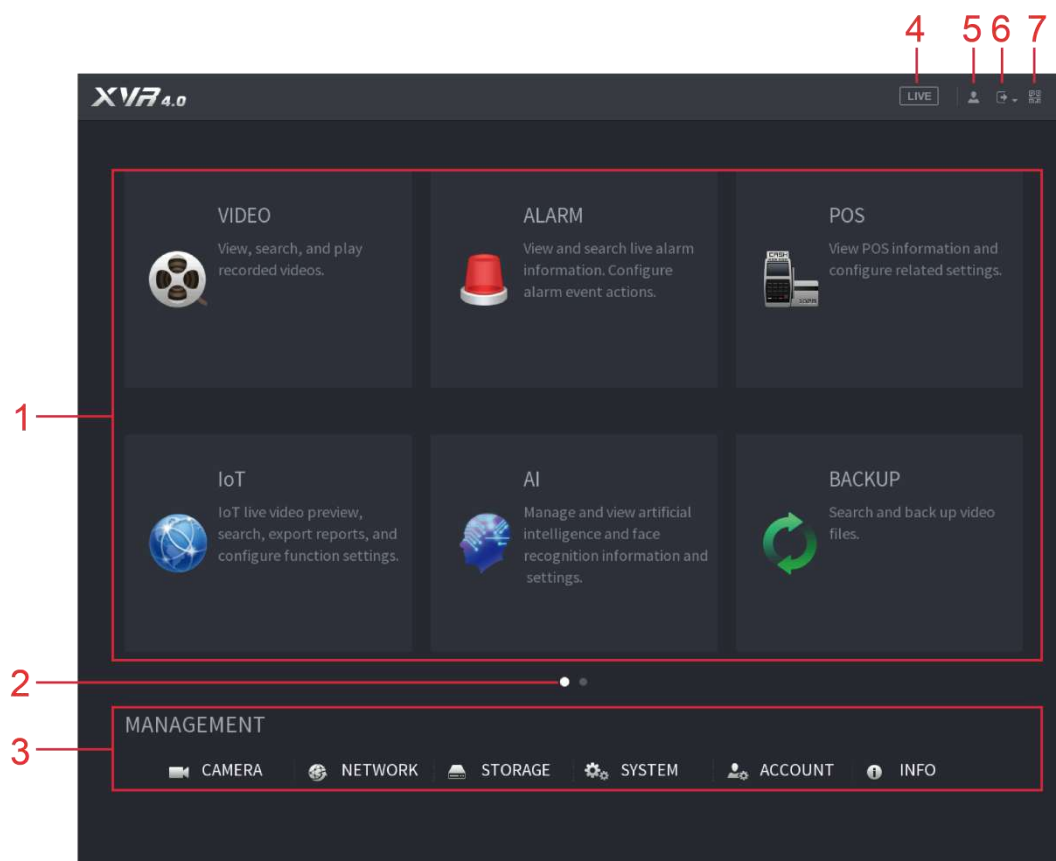 4 5 6 7
XVR 4.0
LIVE
VIDEO
View, search, and play
recorded videos.
ALARM
View and search live alarm
information. Configure
alarm event actions.
POS
View POS information and
configure related settings.
CASH
1
IoT
IoT live video preview,
search, export reports, and
configure function settings.
AI
Manage and view artificial
intelligence and face
recognition information and
settings.
BACKUP
Search and back up video
files.
2
3
MANAGEMENT
CAMERA NETWORK STORAGE SYSTEM ACCOUNT INFO